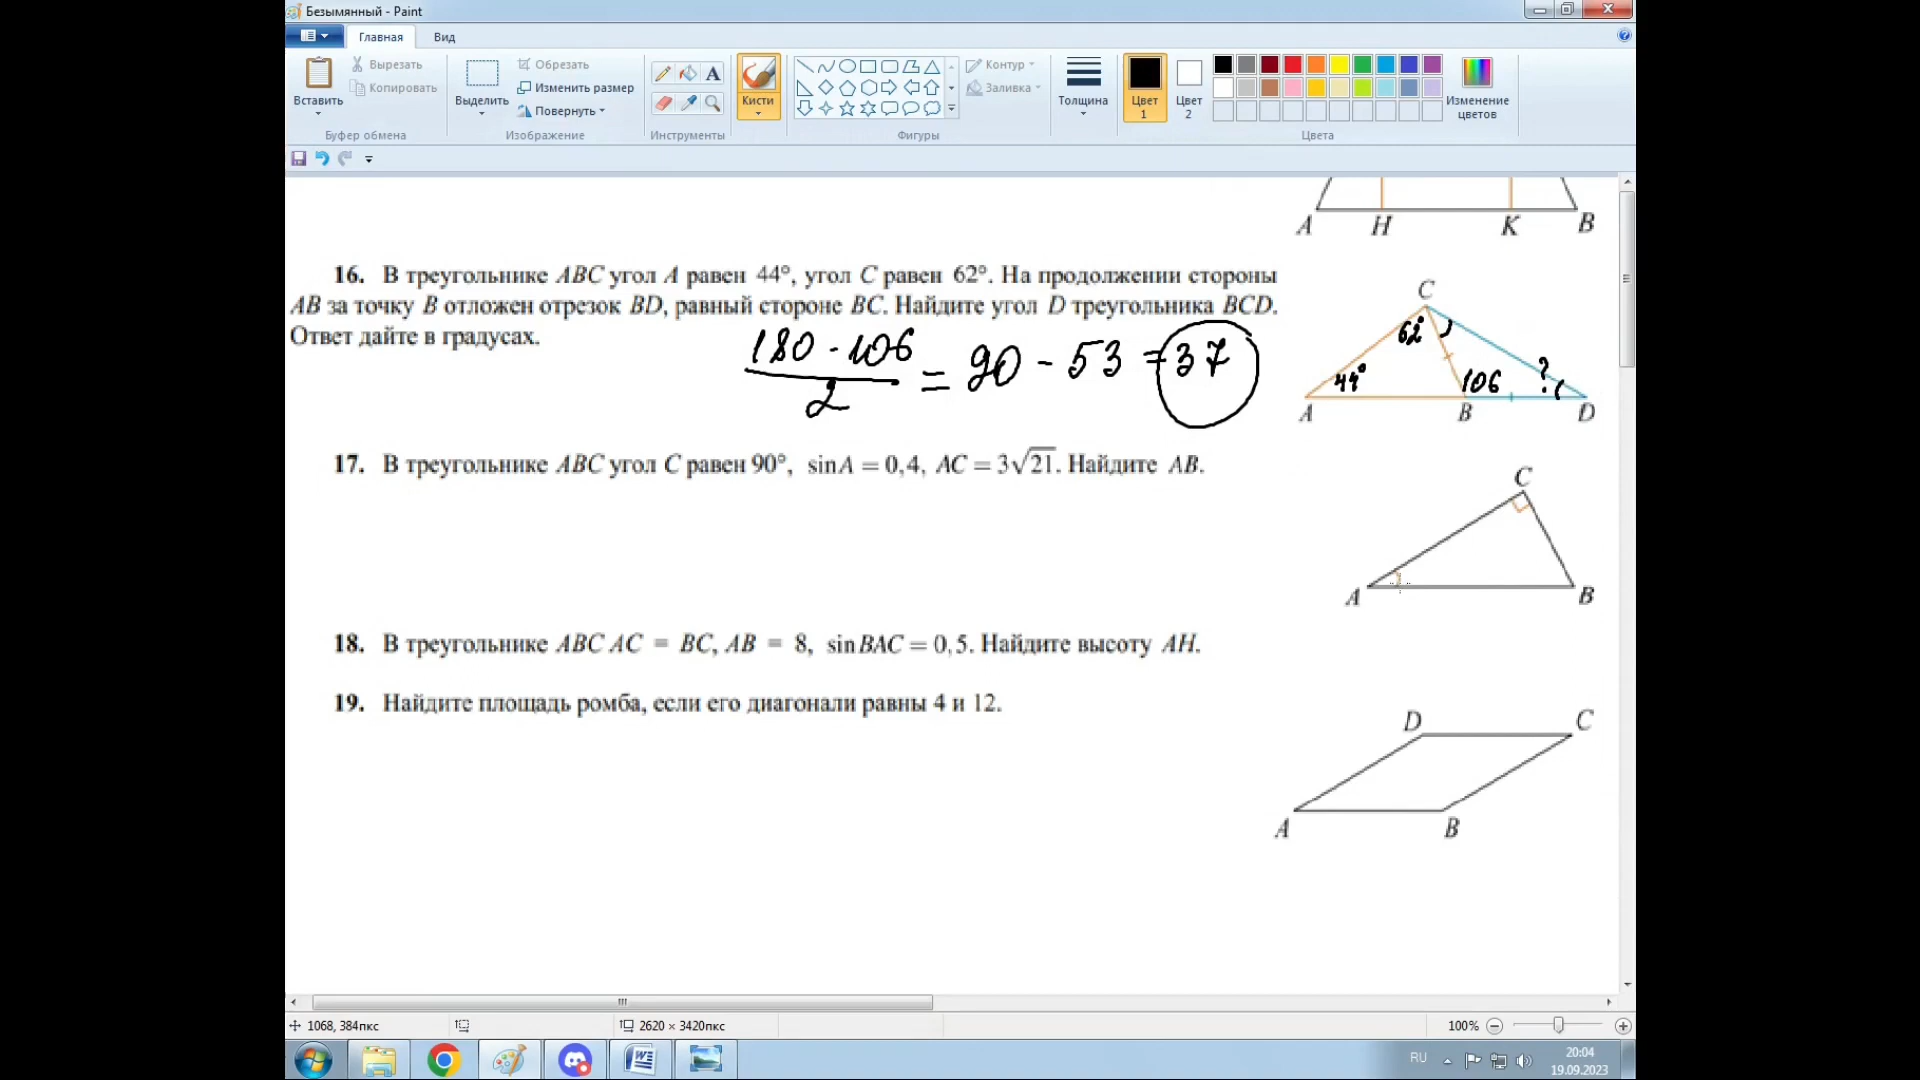 Безымянный - Paint
Главная
Вид
Вставить
Вырезать
Копировать
Буфер обмена
Выделить
Обрезать
Изменить размер
Повернуть
Изображение
A
Инструменты
Кисти
Контур
Заливка
Фигуры
Толщина
Цвет 1
Цвет 2
Изменение цветов
Цвета
A H K B
16. В треугольнике ABC угол A равен 44°, угол C равен 62°. На продолжении стороны
AB за точку B отложен отрезок BD, равный стороне BC. Найдите угол D треугольника BCD.
Ответ дайте в градусах.
180 - 106
2
= 90 - 53 = 37
C
62°
44° 106 ?
A B D
17. В треугольнике ABC угол C равен 90°, sin A = 0,4, AC = 3√21. Найдите AB.
C
A B
18. В треугольнике ABC AC = BC, AB = 8, sin BAC = 0,5. Найдите высоту AH.
19. Найдите площадь ромба, если его диагонали равны 4 и 12.
D C
A B
1068, 384пкс
2620 × 3420пкс
100%
RU
20:04
19.09.2023